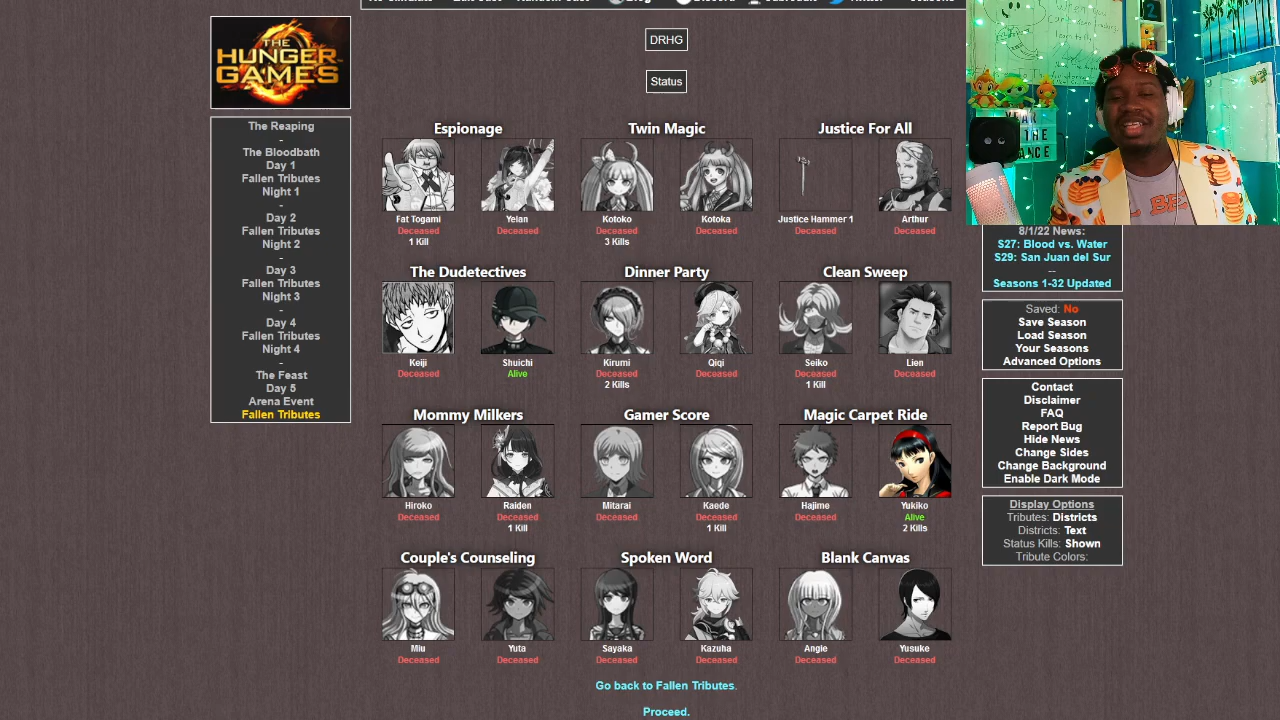 THE
HUNGER
GAMES
DRHG
Status
The Reaping
-
The Bloodbath
Day 1
Fallen Tributes
Night 1
-
Day 2
Fallen Tributes
Night 2
-
Day 3
Fallen Tributes
Night 3
-
Day 4
Fallen Tributes
Night 4
The Feast
Day 5
Arena Event
Fallen Tributes
Espionage Twin Magic Justice For All
Fat Togami Yelan Kotoko Kotoka Justice Hammer 1 Arthur
Deceased Deceased Deceased Deceased Deceased Deceased
1 Kill 3 Kills
The Dudetectives Dinner Party Clean Sweep
Keiji Shuichi Kirumi Qiqi Seiko Lien
Deceased Alive Deceased Deceased Deceased Deceased
2 Kills 1 Kill
Mommy Milkers Gamer Score Magic Carpet Ride
Hiroko Raiden Mitarai Kaede Hajime Yukiko
Deceased Deceased Deceased Deceased Deceased Alive
1 Kill 1 Kill 2 Kills
Couple's Counseling Spoken Word Blank Canvas
Miu Yuta Sayaka Kazuha Angie Yusuke
Deceased Deceased Deceased Deceased Deceased Deceased
Go back to Fallen Tributes.
Proceed.
8/1/22 News:
S27: Blood vs. Water
S29: San Juan del Sur
--
Seasons 1-32 Updated
Saved: No
Save Season
Load Season
Your Seasons
Advanced Options
Contact
Disclaimer
FAQ
Report Bug
Hide News
Change Sides
Change Background
Enable Dark Mode
Display Options
Tributes: Districts
Districts: Text
Status Kills: Shown
Tribute Colors: